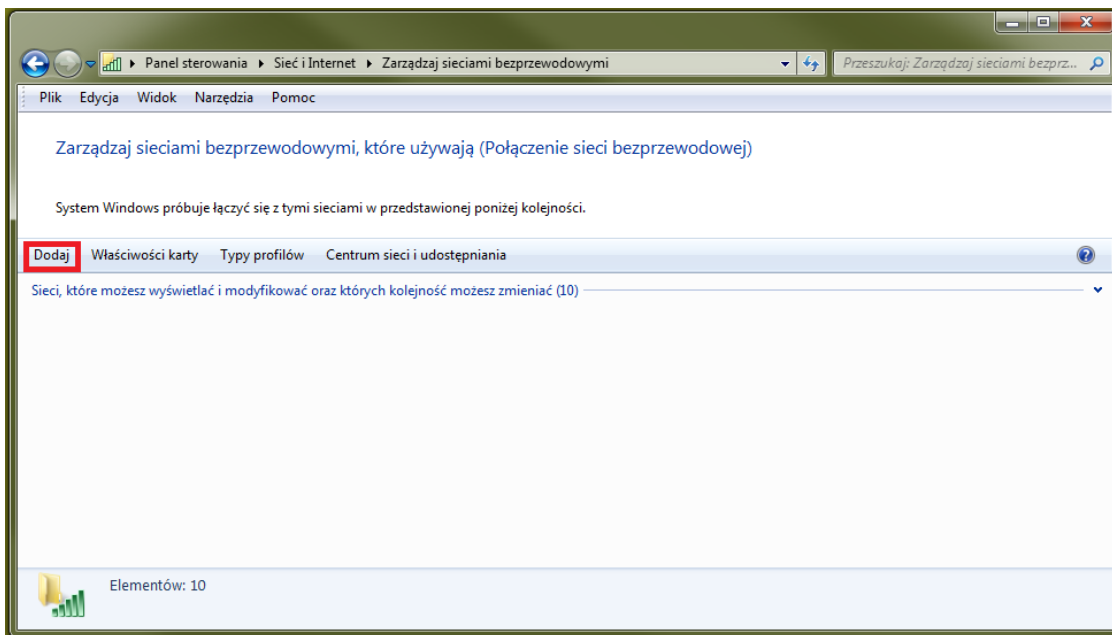 Panel sterowania Sieć i Internet Zarządzaj sieciami bezprzewodowymi
Przeszukaj: Zarządzaj sieciami bezprz...
Plik Edycja Widok Narzędzia Pomoc
Zarządzaj sieciami bezprzewodowymi, które używają (Połączenie sieci bezprzewodowej)
System Windows próbuje łączyć się z tymi sieciami w przedstawionej poniżej kolejności.
Dodaj Właściwości karty Typy profilów Centrum sieci i udostępniania
Sieci, które możesz wyświetlać i modyfikować oraz których kolejność możesz zmieniać (10)
Elementów: 10